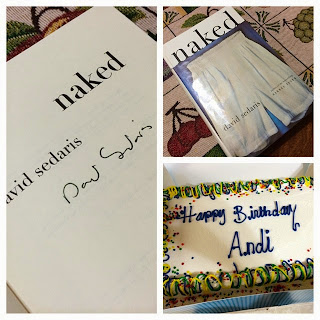 naked
david sedaris
David Sedaris
naked
david sedaris
Happy Birthday
Andi